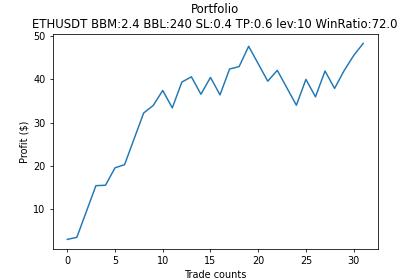 Portfolio
ETHUSDT BBM:2.4 BBL:240 SL:0.4 TP:0.6 lev:10 WinRatio:72.0
50
40
30
20
10
Profit ($)
0 5 10 15 20 25 30
Trade counts